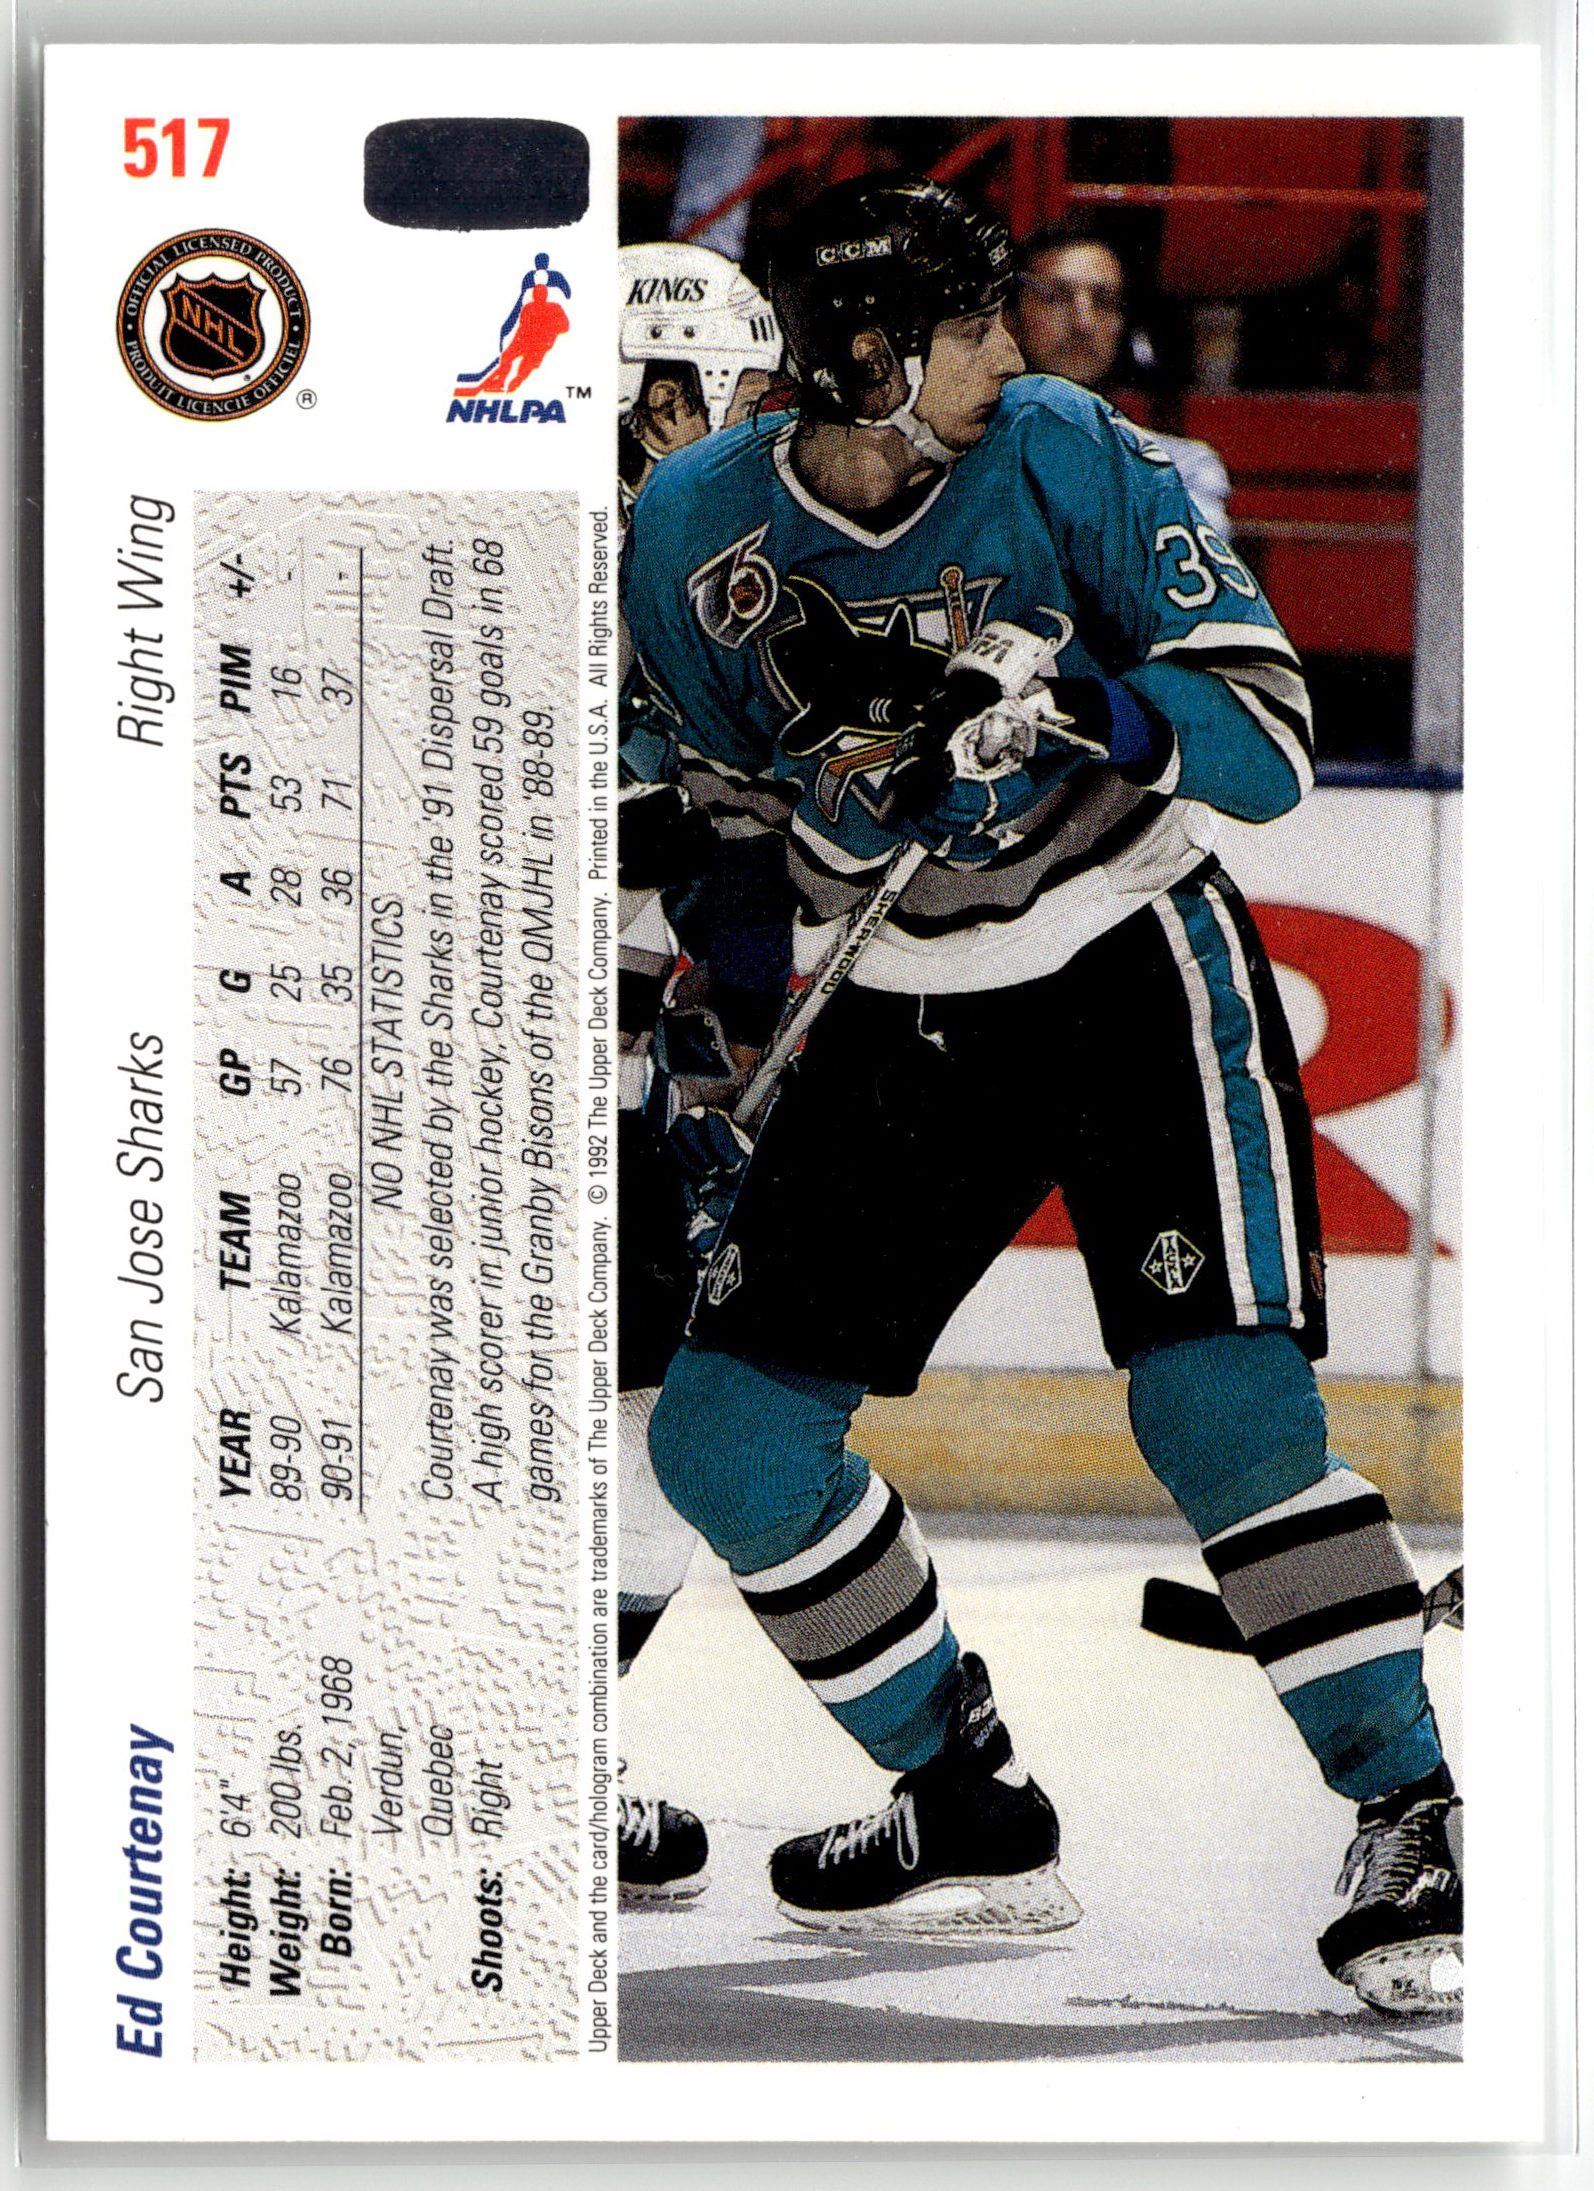 517
OFFICIAL LICENSED PRODUCT
NHL
PRODUIT LICENCIE OFFICIEL
®
NHLPA™
Ed Courtenay San Jose Sharks Right Wing
Height: 6'4"
Weight: 200 lbs.
Born: Feb. 2, 1968
Verdun,
Quebec
Shoots: Right
YEAR TEAM GP G A PTS PIM +/-
89-90 Kalamazoo 57 25 28 53 16 -
90-91 Kalamazoo 76 35 36 71 37 -
NO NHL STATISTICS
Courtenay was selected by the Sharks in the '91 Dispersal Draft.
A high scorer in junior hockey, Courtenay scored 59 goals in 68
games for the Granby Bisons of the QMJHL in '88-89.
Upper Deck and the card/hologram combination are trademarks of The Upper Deck Company. © 1992 The Upper Deck Company. Printed in the U.S.A. All Rights Reserved.
KINGS
CCM
75
39
SHER-WOOD